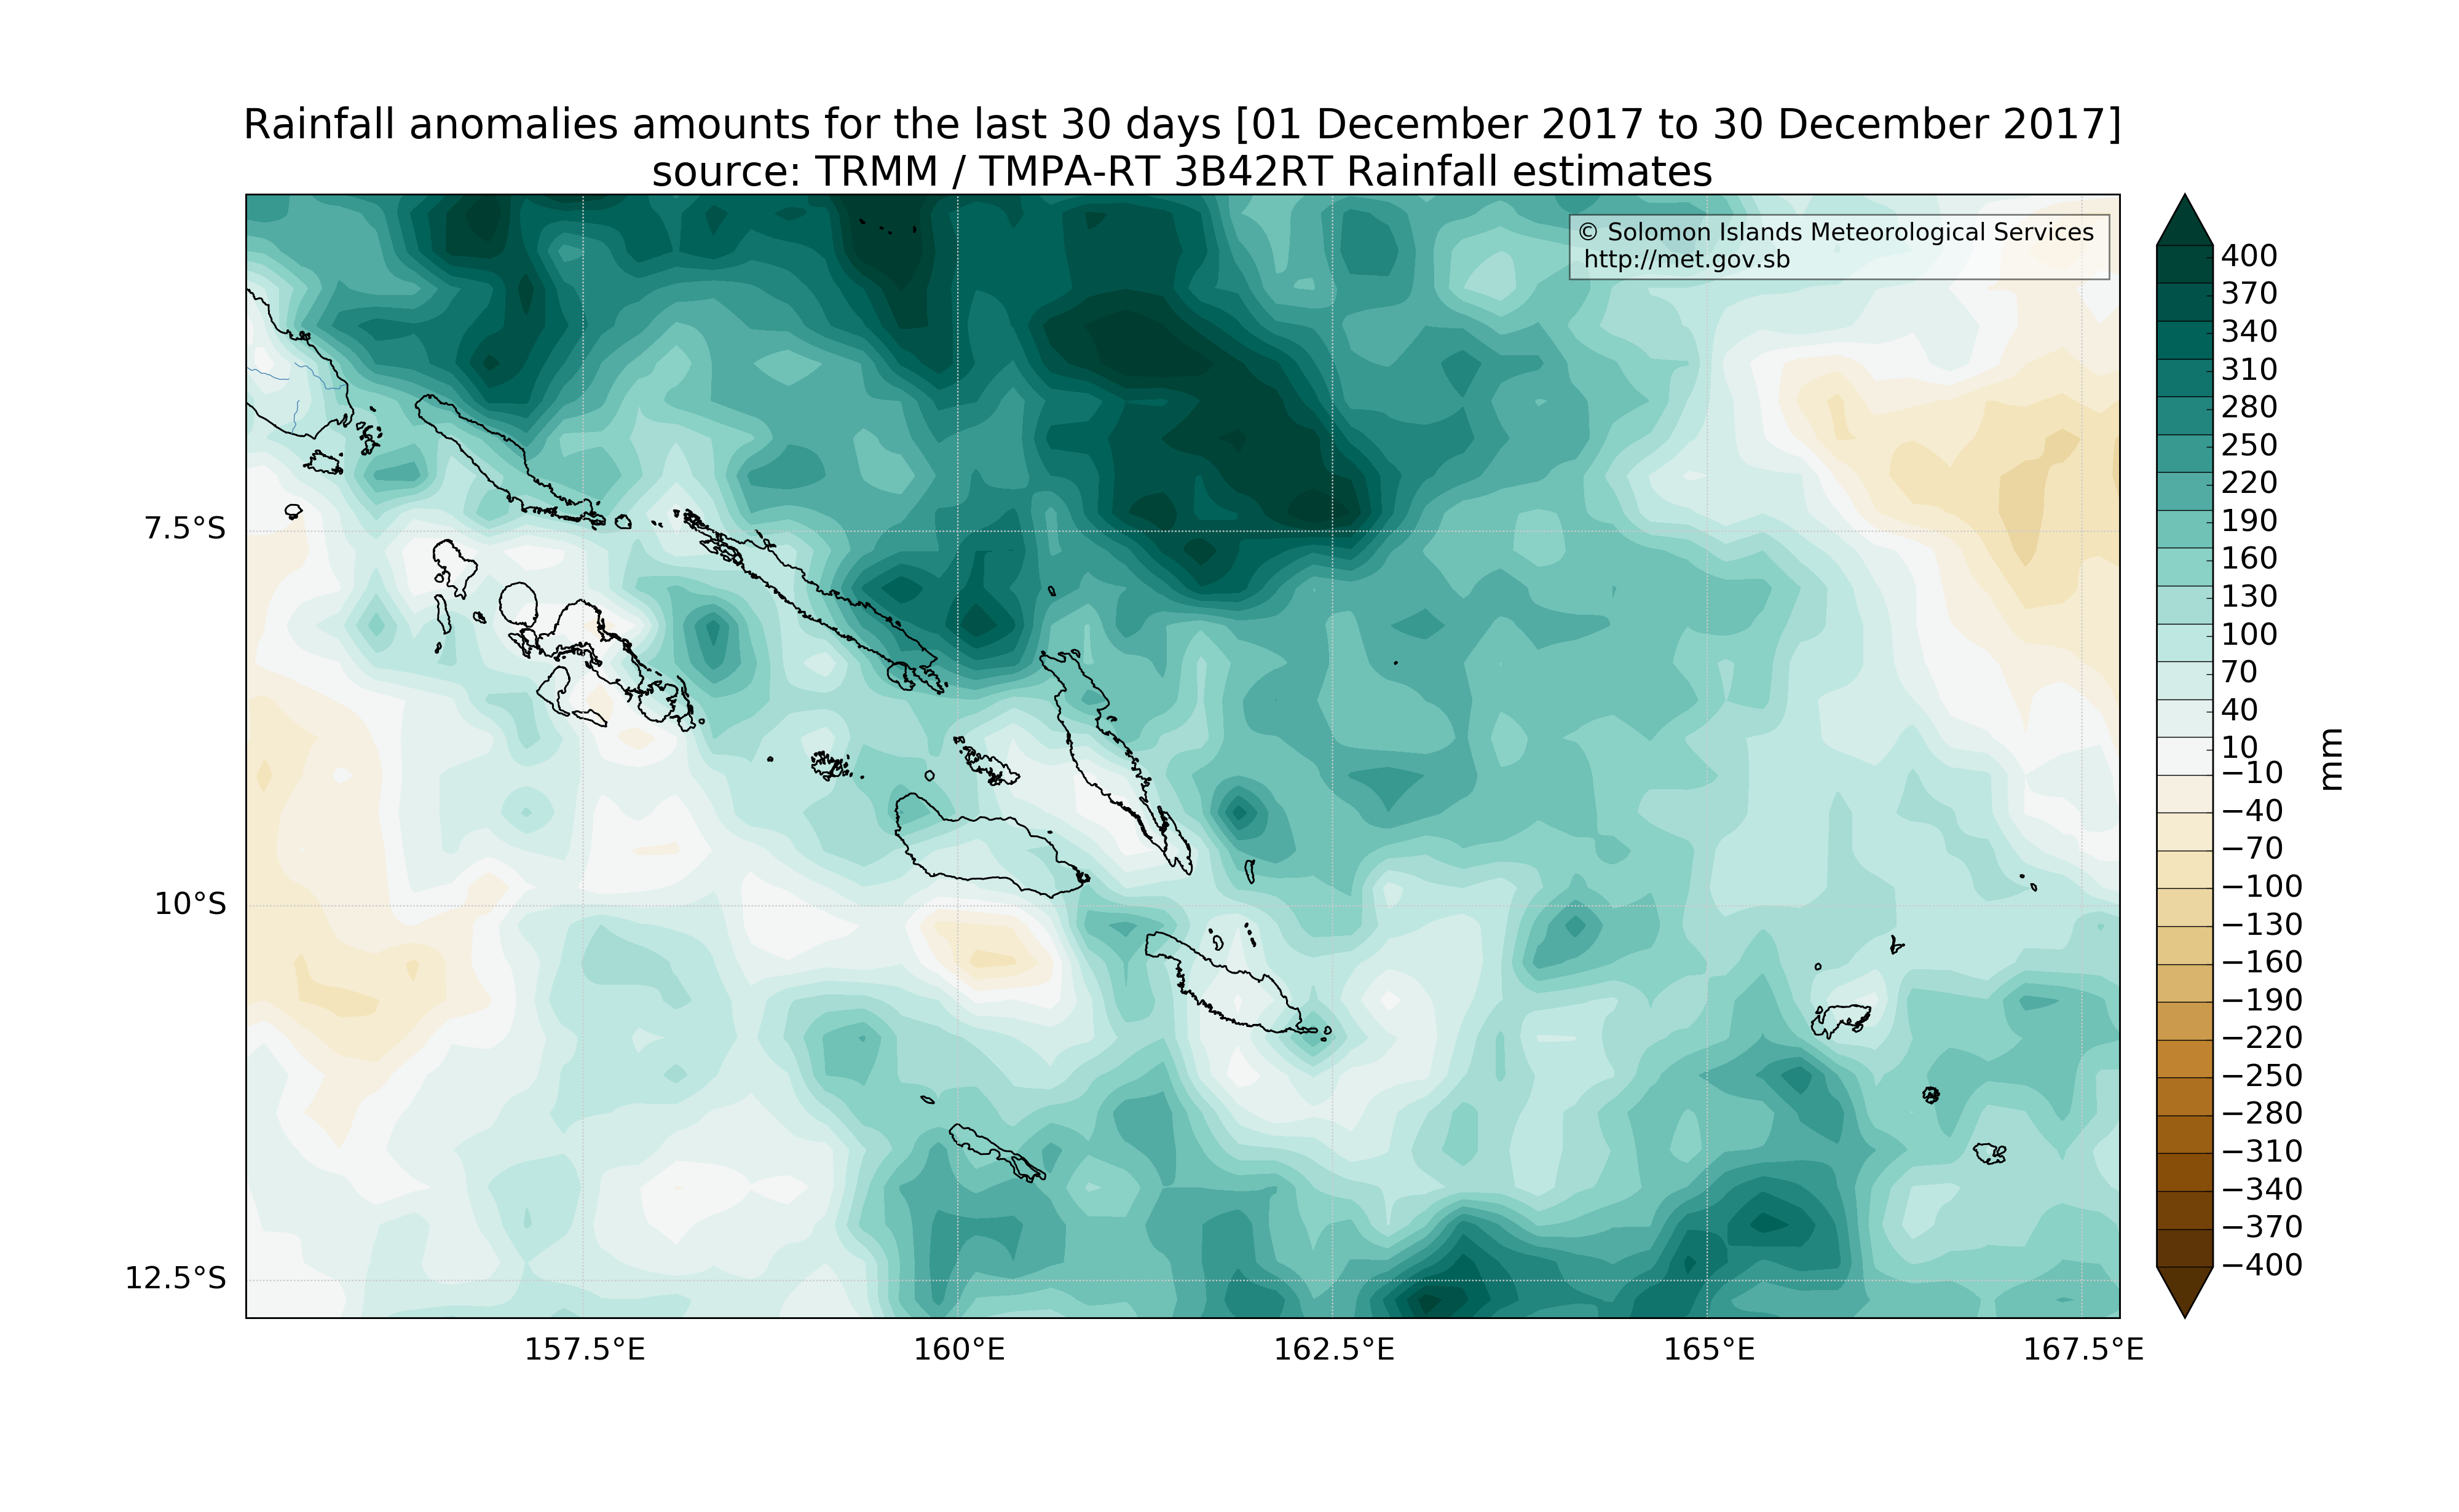 Rainfall anomalies amounts for the last 30 days [01 December 2017 to 30 December 2017]
source: TRMM / TMPA-RT 3B42RT Rainfall estimates
© Solomon Islands Meteorological Services
http://met.gov.sb
7.5°S
10°S
12.5°S
157.5°E
160°E
162.5°E
165°E
167.5°E
400
370
340
310
280
250
220
190
160
130
100
70
40
10
−10
−40
−70
−100
−130
−160
−190
−220
−250
−280
−310
−340
−370
−400
mm